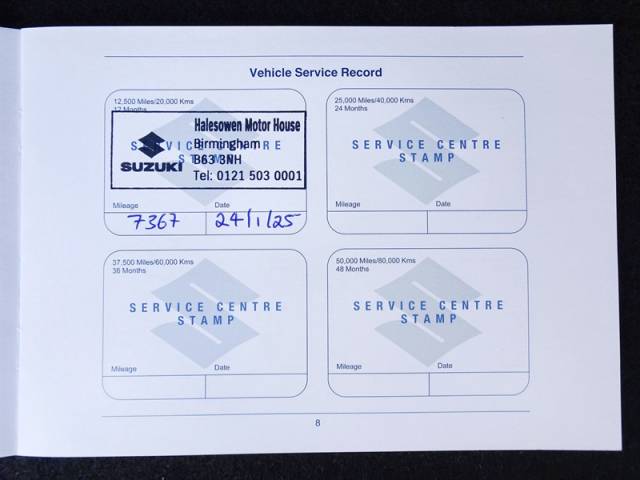 Vehicle Service Record
12,500 Miles/20,000 Kms
12 Months
SERVICE CENTRE
STAMP
SUZUKI
Halesowen Motor House
Birmingham
B63 3NH
Tel: 0121 503 0001
Mileage Date
7367 24/1/25
25,000 Miles/40,000 Kms
24 Months
SERVICE CENTRE
STAMP
Mileage Date
37,500 Miles/60,000 Kms
36 Months
SERVICE CENTRE
STAMP
Mileage Date
50,000 Miles/80,000 Kms
48 Months
SERVICE CENTRE
STAMP
Mileage Date
8